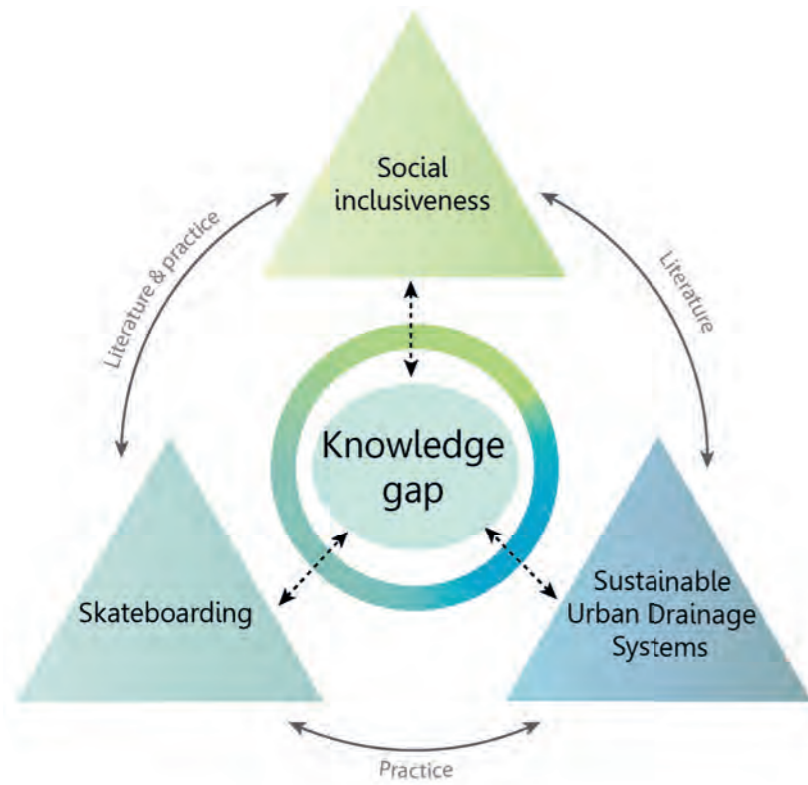 Social
inclusiveness
Literature & practice
Literature
Knowledge
gap
Skateboarding
Sustainable
Urban Drainage
Systems
Practice